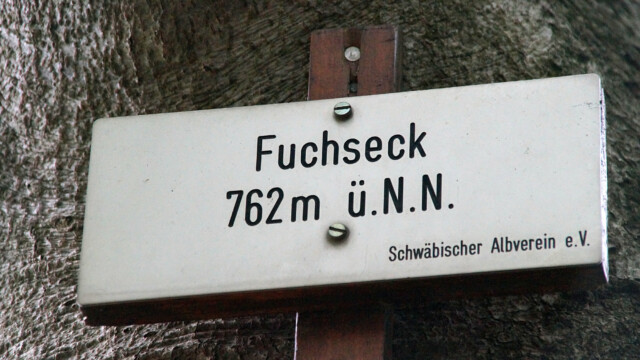 Fuchseck
762m ü.N.N.
Schwäbischer Albverein e.V.